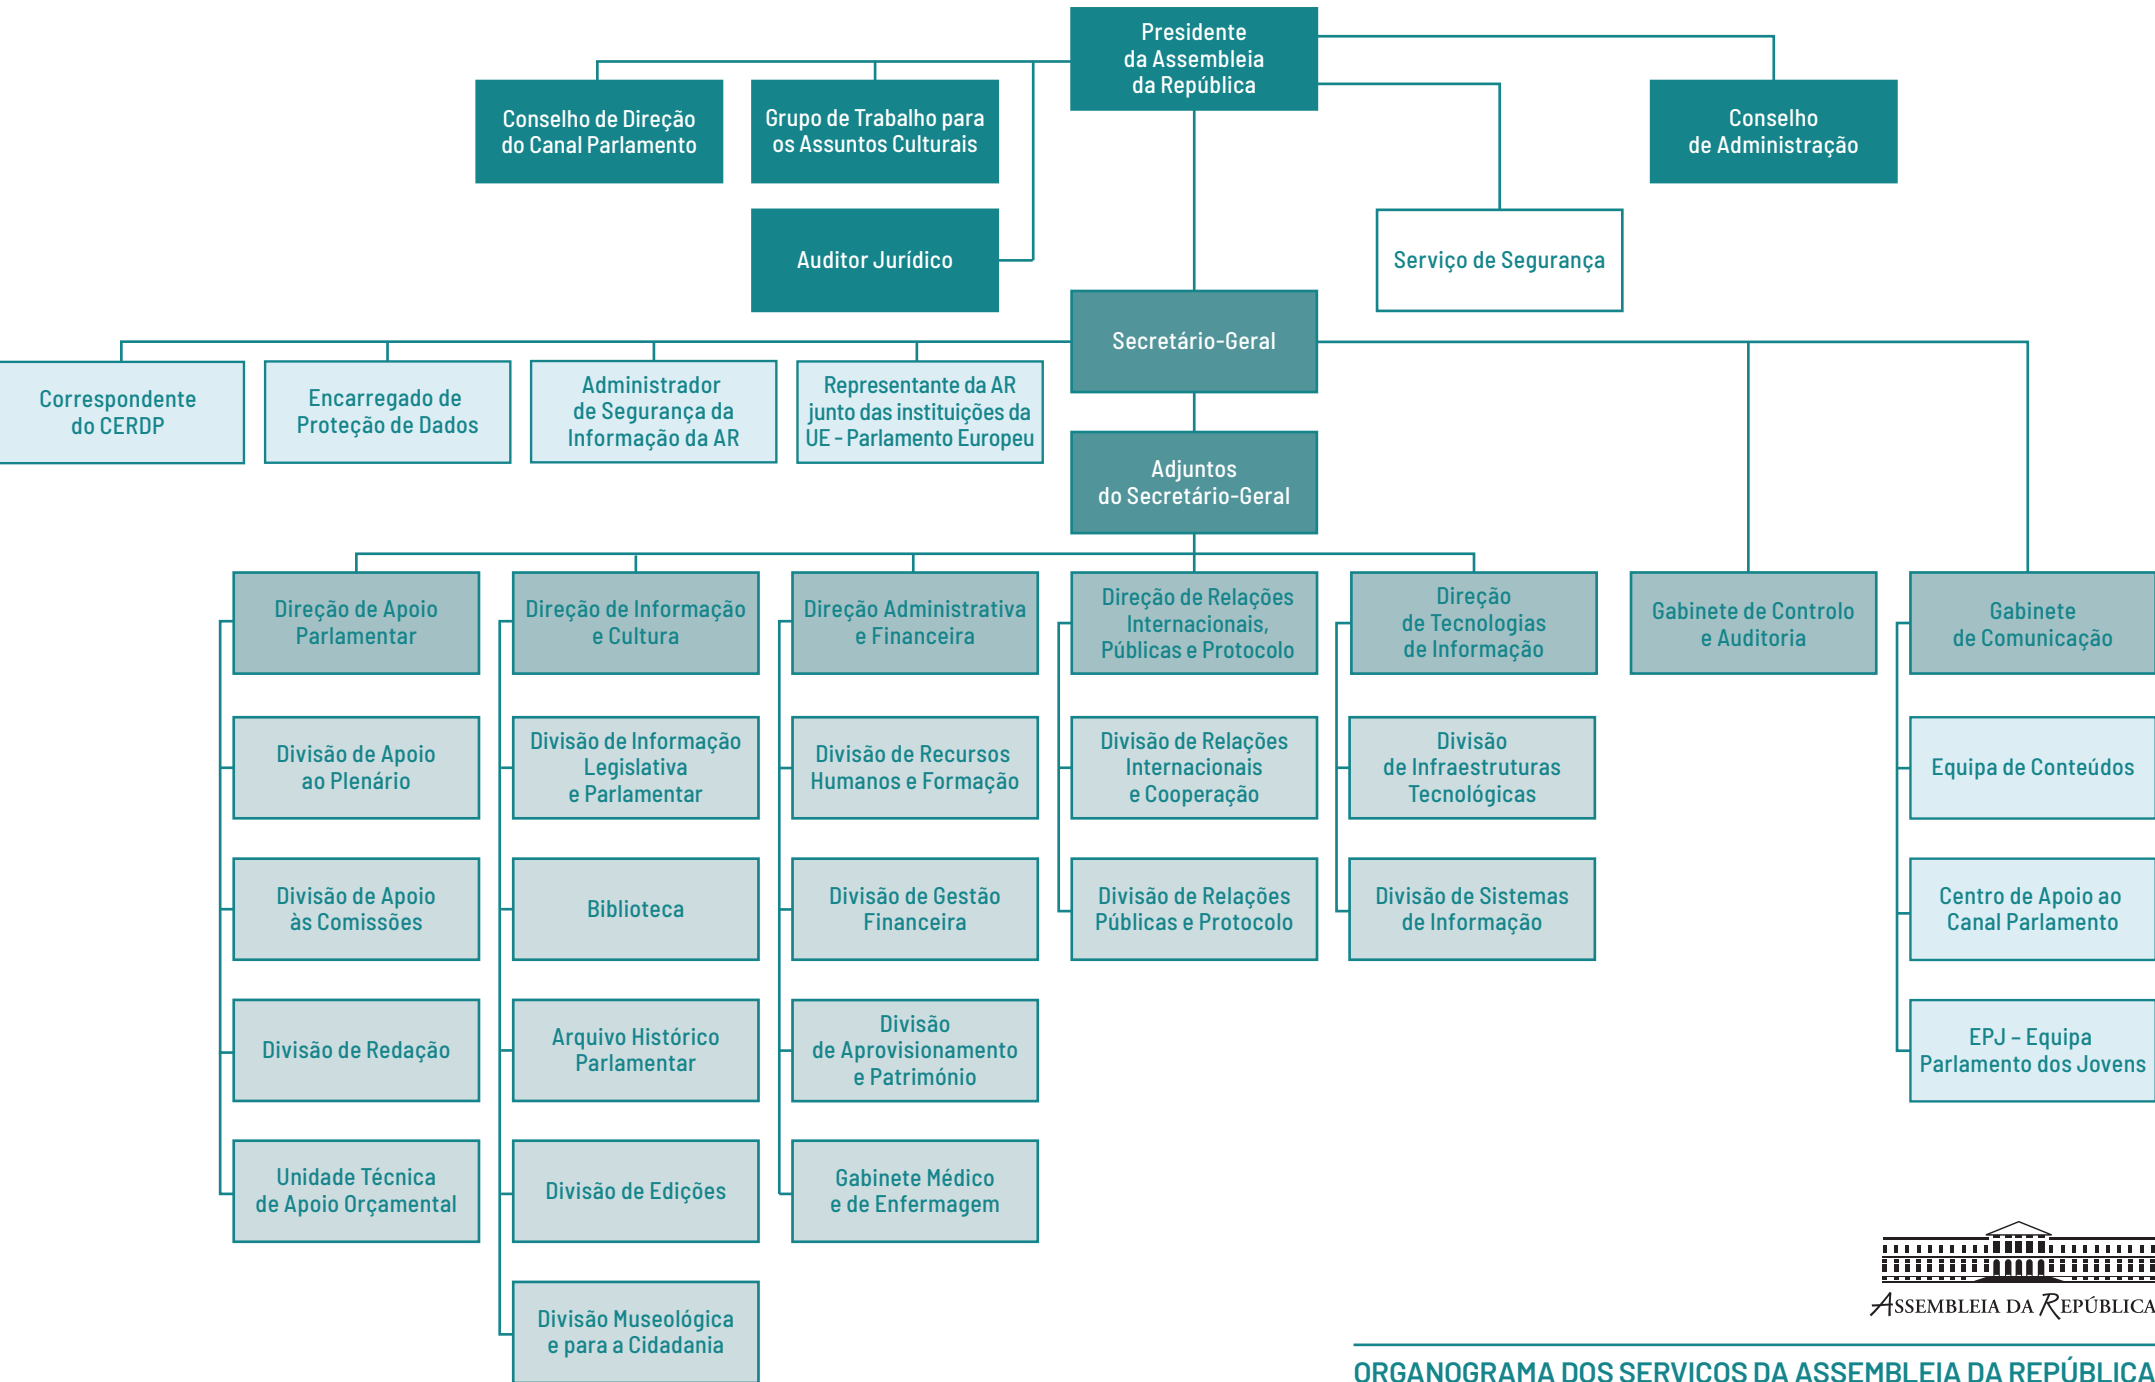 Presidente
da Assembleia
da República
Conselho de Direção
do Canal Parlamento
Grupo de Trabalho para
os Assuntos Culturais
Conselho
de Administração
Auditor Jurídico
Serviço de Segurança
Secretário-Geral
Correspondente
do CERDP
Encarregado de
Proteção de Dados
Administrador
de Segurança da
Informação da AR
Representante da AR
junto das instituições da
UE - Parlamento Europeu
Adjuntos
do Secretário-Geral
Direção de Apoio
Parlamentar
Direção de Informação
e Cultura
Direção Administrativa
e Financeira
Direção de Relações
Internacionais,
Públicas e Protocolo
Direção
de Tecnologias
de Informação
Gabinete de Controlo
e Auditoria
Gabinete
de Comunicação
Divisão de Apoio
ao Plenário
Divisão de Informação
Legislativa
e Parlamentar
Divisão de Recursos
Humanos e Formação
Divisão de Relações
Internacionais
e Cooperação
Divisão
de Infraestruturas
Tecnológicas
Equipa de Conteúdos
Divisão de Apoio
às Comissões
Biblioteca
Divisão de Gestão
Financeira
Divisão de Relações
Públicas e Protocolo
Divisão de Sistemas
de Informação
Centro de Apoio ao
Canal Parlamento
Divisão de Redação
Arquivo Histórico
Parlamentar
Divisão
de Aprovisionamento
e Património
EPJ – Equipa
Parlamento dos Jovens
Unidade Técnica
de Apoio Orçamental
Divisão de Edições
Gabinete Médico
e de Enfermagem
Divisão Museológica
e para a Cidadania
ASSEMBLEIA DA REPÚBLICA
ORGANOGRAMA DOS SERVIÇOS DA ASSEMBLEIA DA REPÚBLICA